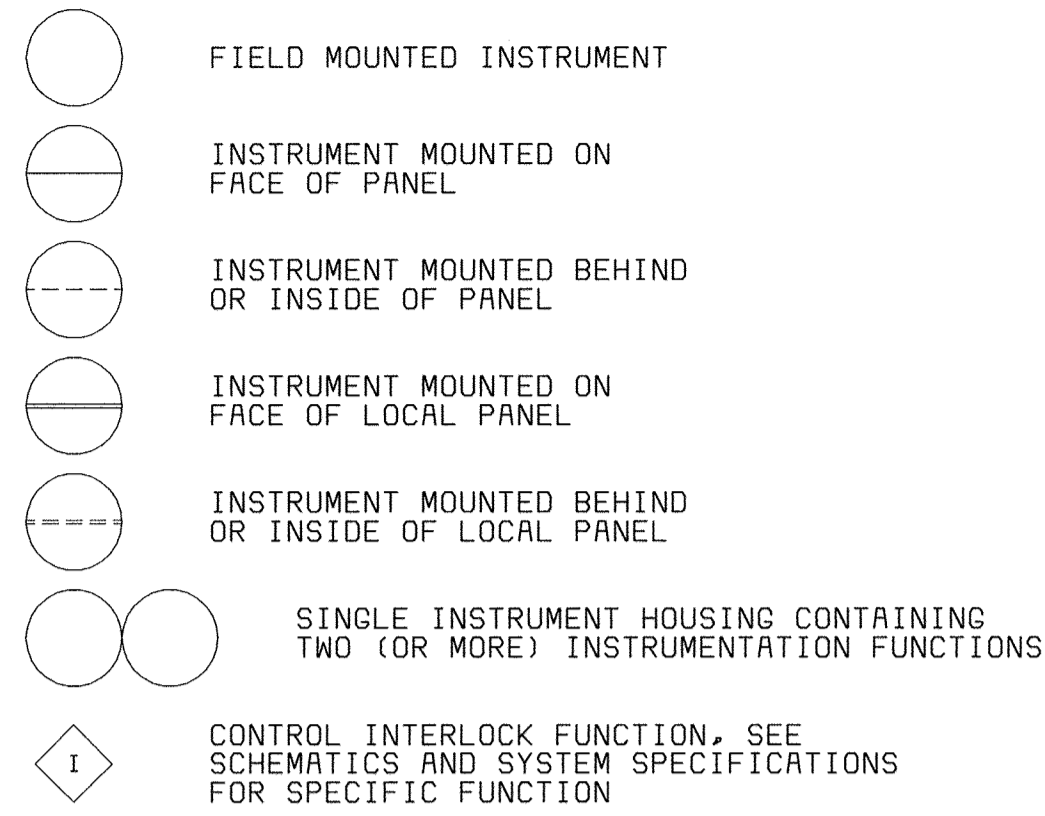 FIELD MOUNTED INSTRUMENT
INSTRUMENT MOUNTED ON
FACE OF PANEL
INSTRUMENT MOUNTED BEHIND
OR INSIDE OF PANEL
INSTRUMENT MOUNTED ON
FACE OF LOCAL PANEL
INSTRUMENT MOUNTED BEHIND
OR INSIDE OF LOCAL PANEL
SINGLE INSTRUMENT HOUSING CONTAINING
TWO (OR MORE) INSTRUMENTATION FUNCTIONS
CONTROL INTERLOCK FUNCTION, SEE
I SCHEMATICS AND SYSTEM SPECIFICATIONS
FOR SPECIFIC FUNCTION